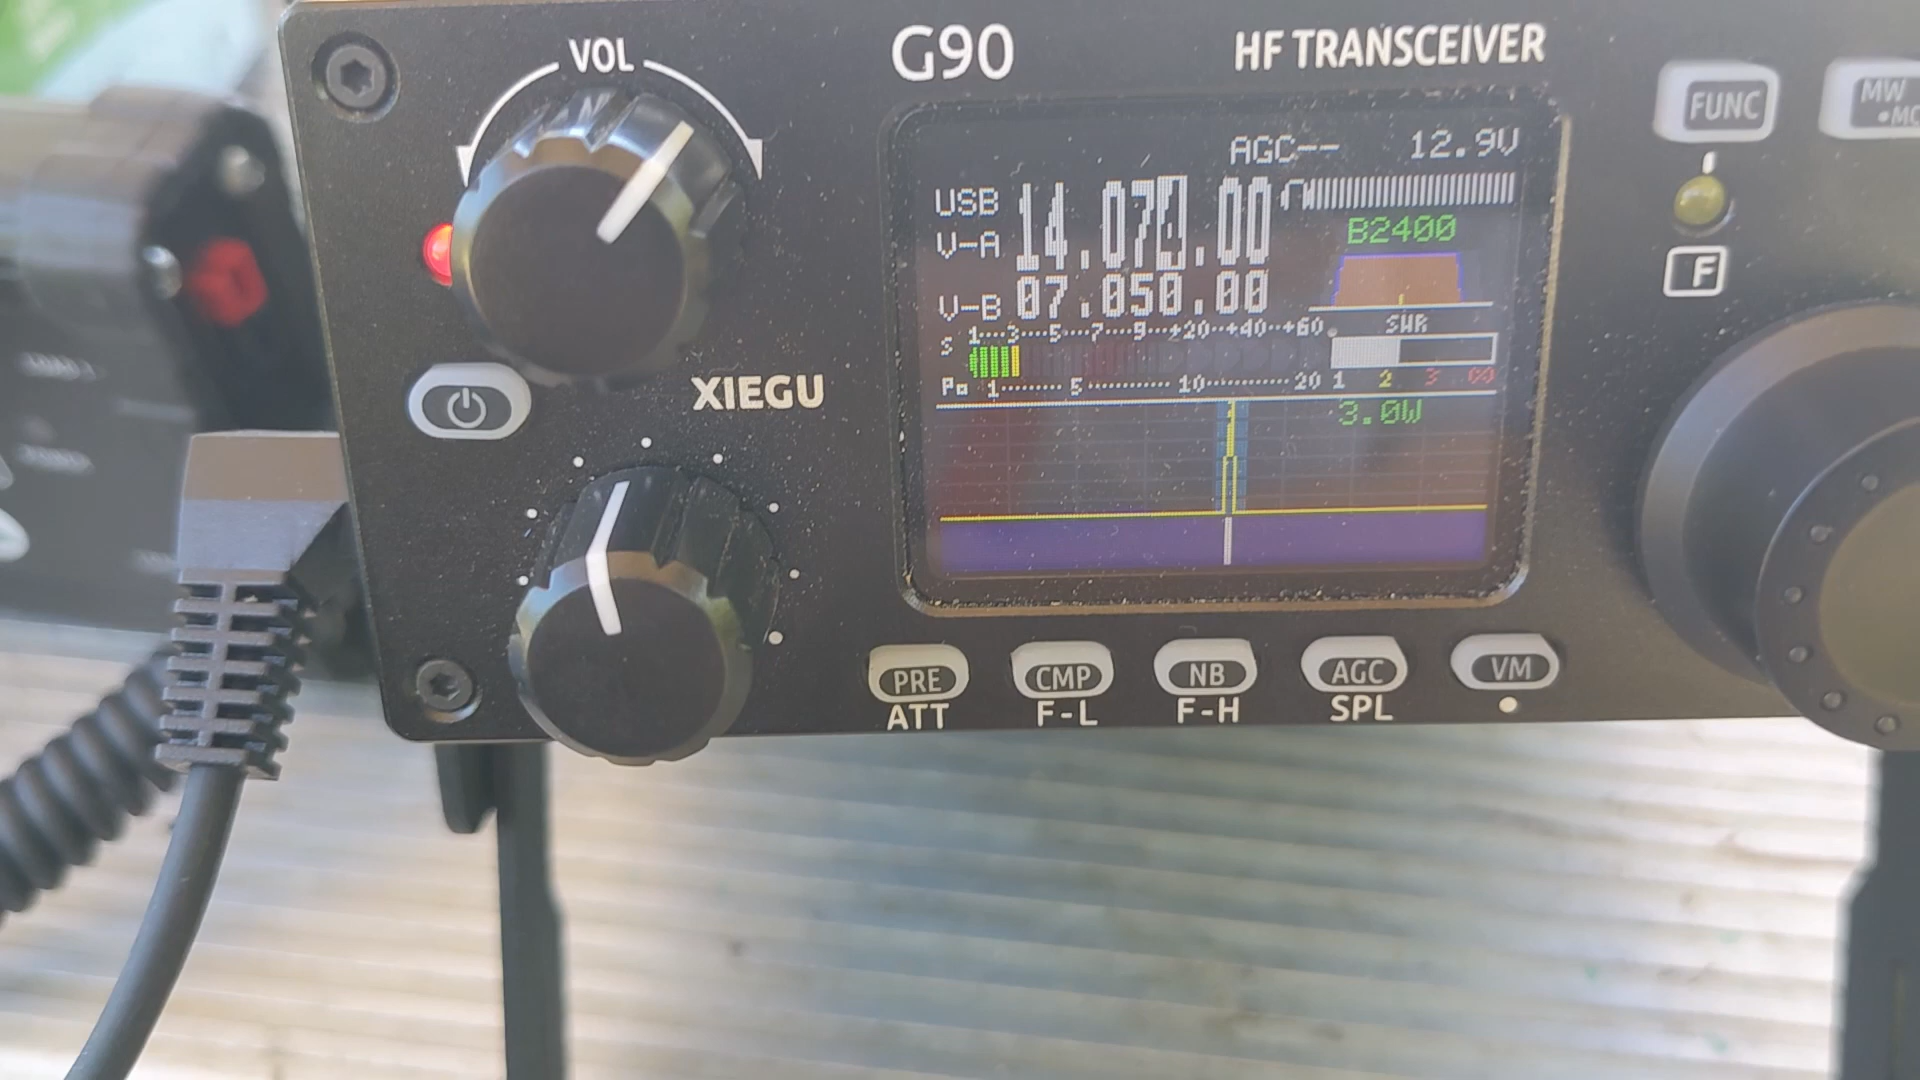 VOL
G90
HF TRANSCEIVER
FUNC
MW
AGC-- 12.9V
USB
V-A 14.074.00
B2400
V-B 07.050.00
F
S 1····3····5···7···9··+20··+40··+60
SWR
Po 1········5··········10··········20 1 2 3
3.0W
XIEGU
PRE CMP NB AGC VM
ATT F-L F-H SPL